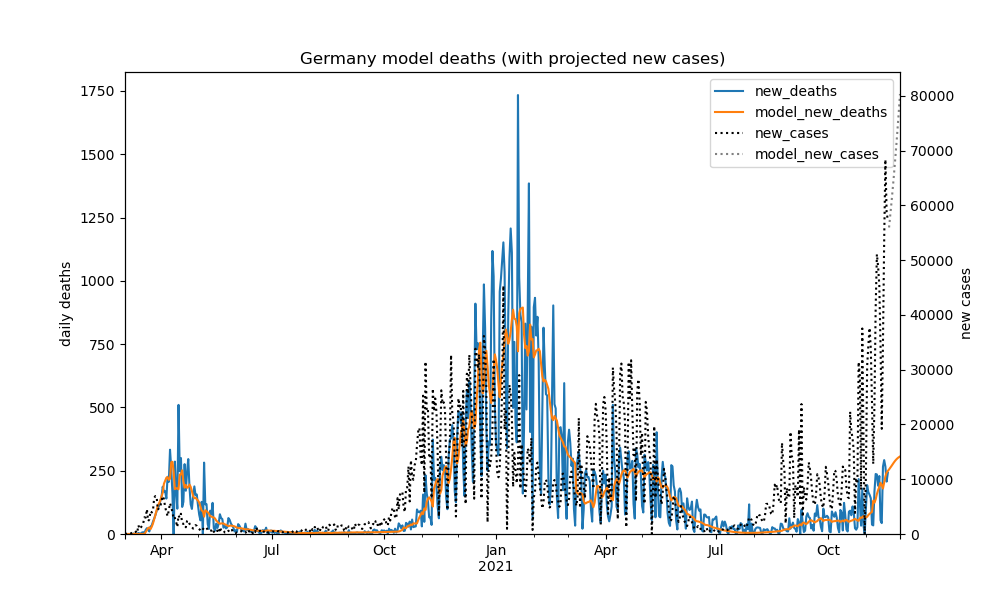 Germany model deaths (with projected new cases)
new_deaths
model_new_deaths
new_cases
model_new_cases
1750
1500
1250
1000
750
500
250
0
daily deaths
80000
70000
60000
50000
40000
30000
20000
10000
0
new cases
Apr
Jul
Oct
Jan
2021
Apr
Jul
Oct